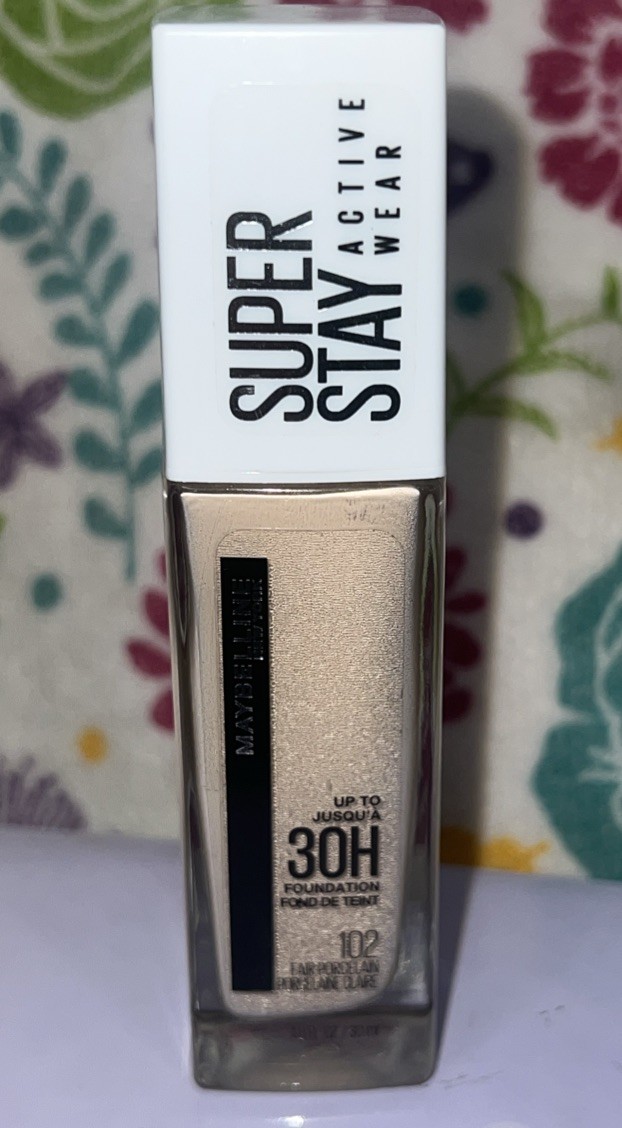 SUPER
STAY
ACTIVE
WEAR
MAYBELLINE
UP TO
JUSQU'À
30H
FOUNDATION
FOND DE TEINT
102
FAIR PORCELAIN
PORCELAINE CLAIRE